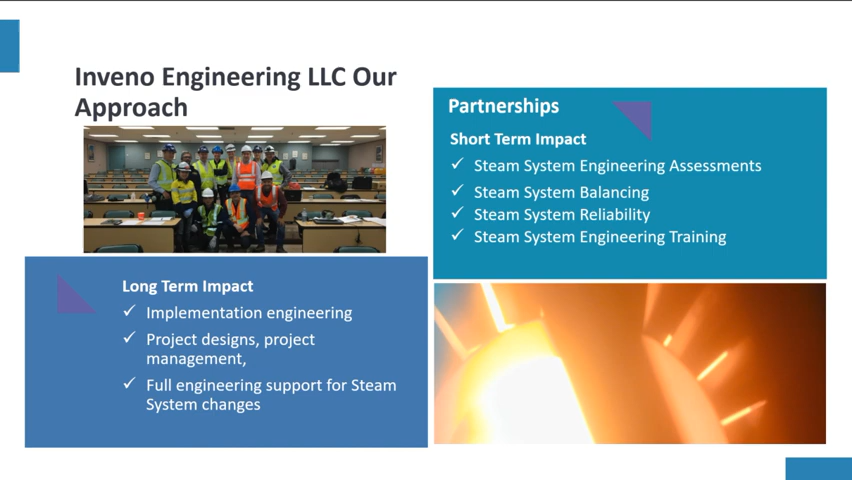 Inveno Engineering LLC Our
Approach
Partnerships
Short Term Impact
✓ Steam System Engineering Assessments
✓ Steam System Balancing
✓ Steam System Reliability
✓ Steam System Engineering Training
Long Term Impact
✓ Implementation engineering
✓ Project designs, project
management,
✓ Full engineering support for Steam
System changes